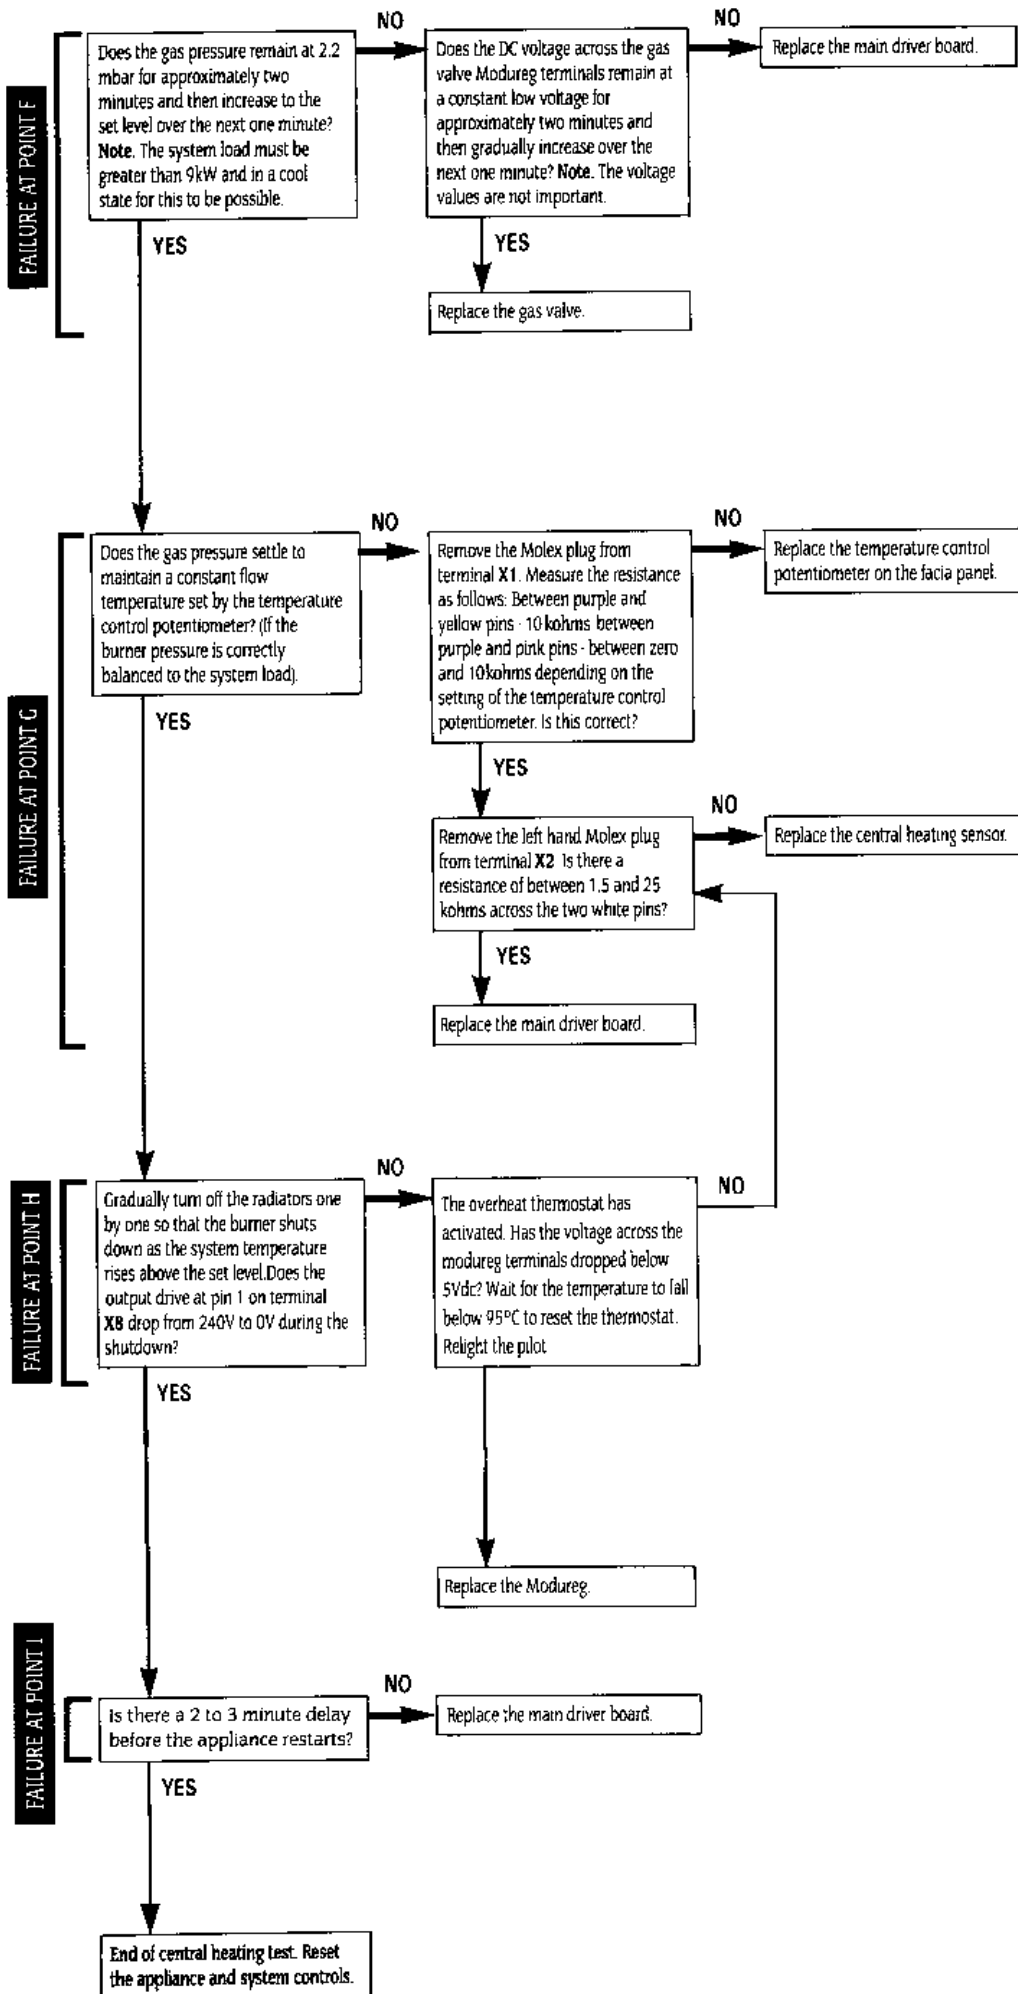 FAILURE AT POINT F
Does the gas pressure remain at 2.2
mbar for approximately two
minutes and then increase to the
set level over the next one minute?
Note. The system load must be
greater than 9kW and in a cool
state for this to be possible.
NO
Does the DC voltage across the gas
valve Modureg terminals remain at
a constant low voltage for
approximately two minutes and
then gradually increase over the
next one minute? Note. The voltage
values are not important.
NO
Replace the main driver board.
YES
YES
Replace the gas valve.
FAILURE AT POINT G
Does the gas pressure settle to
maintain a constant flow
temperature set by the temperature
control potentiometer? (If the
burner pressure is correctly
balanced to the system load).
NO
Remove the Molex plug from
terminal X1. Measure the resistance
as follows: Between purple and
yellow pins - 10 kohms between
purple and pink pins - between zero
and 10kohms depending on the
setting of the temperature control
potentiometer. Is this correct?
NO
Replace the temperature control
potentiometer on the facia panel.
YES
YES
Remove the left hand Molex plug
from terminal X2 Is there a
resistance of between 1.5 and 25
kohms across the two white pins?
NO
Replace the central heating sensor.
YES
Replace the main driver board.
FAILURE AT POINT H
Gradually turn off the radiators one
by one so that the burner shuts
down as the system temperature
rises above the set level.Does the
output drive at pin 1 on terminal
X8 drop from 240V to 0V during the
shutdown?
NO
The overheat thermostat has
activated. Has the voltage across the
modureg terminals dropped below
5Vdc? Wait for the temperature to fall
below 95°C to reset the thermostat.
Relight the pilot
NO
YES
Replace the Modureg.
FAILURE AT POINT I
Is there a 2 to 3 minute delay
before the appliance restarts?
NO
Replace the main driver board.
YES
End of central heating test. Reset
the appliance and system controls.